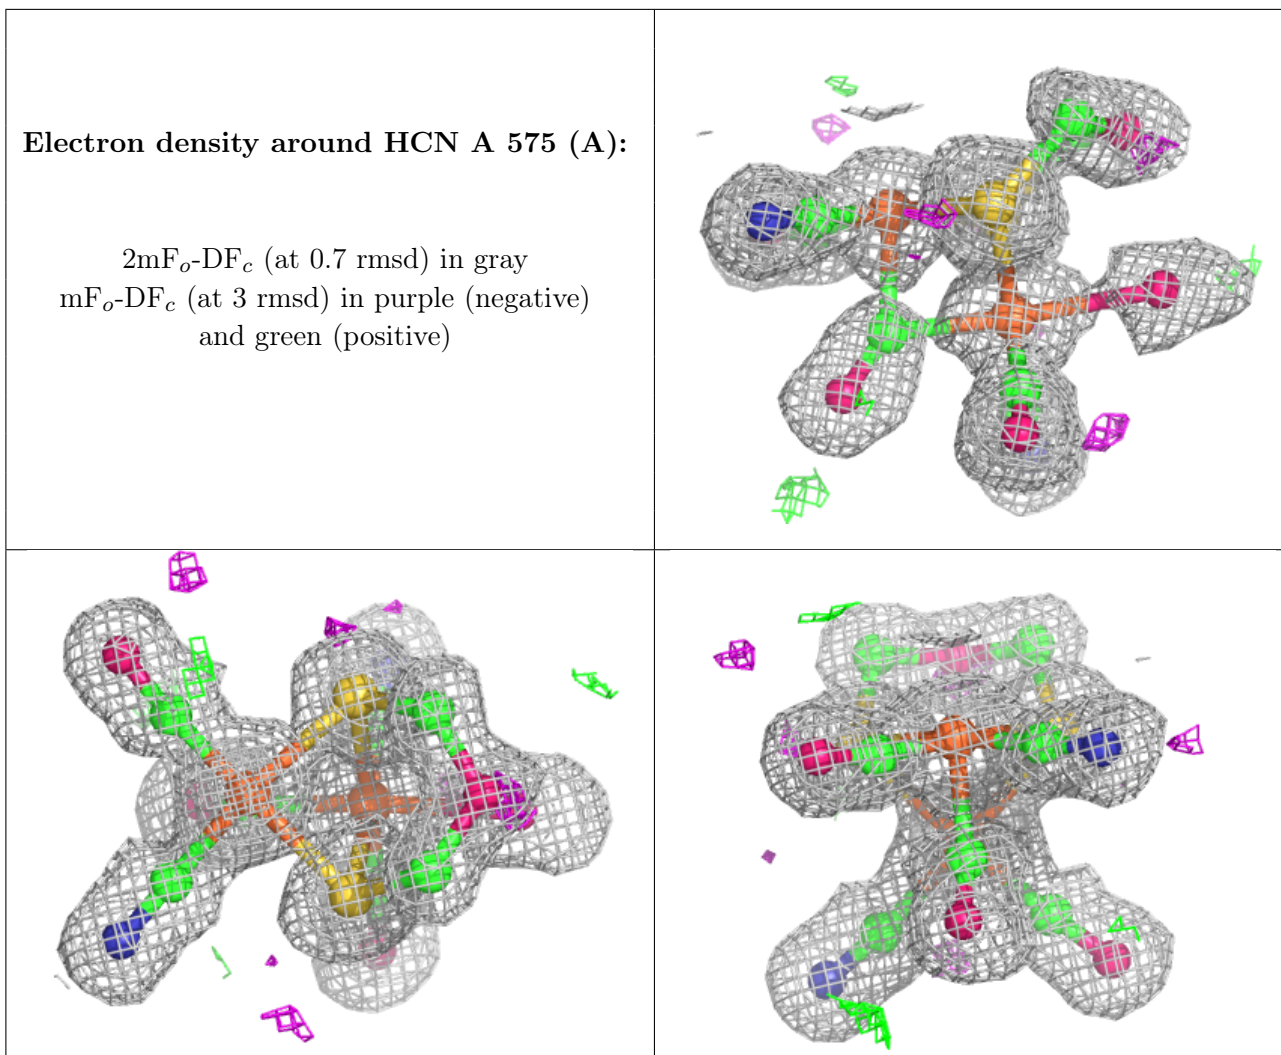 Electron density around HCN A 575 (A):
2mFₒ-DF𝒸 (at 0.7 rmsd) in gray
mFₒ-DF𝒸 (at 3 rmsd) in purple (negative)
and green (positive)